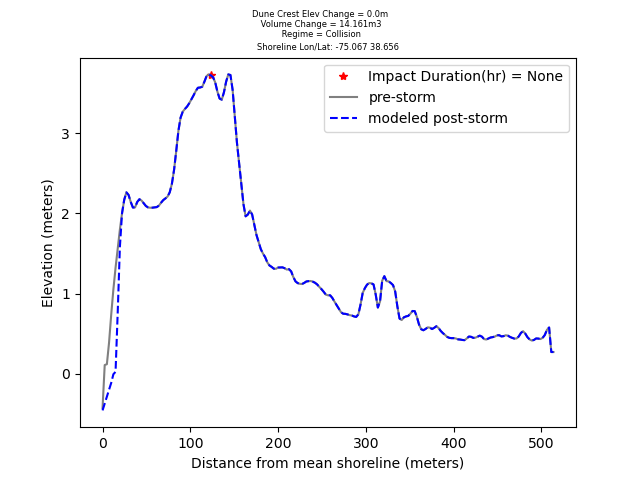 Dune Crest Elev Change = 0.0m
Volume Change = 14.161m3
Regime = Collision
Shoreline Lon/Lat: -75.067 38.656
Impact Duration(hr) = None
pre-storm
modeled post-storm
Elevation (meters)
3
2
1
0
0 100 200 300 400 500
Distance from mean shoreline (meters)